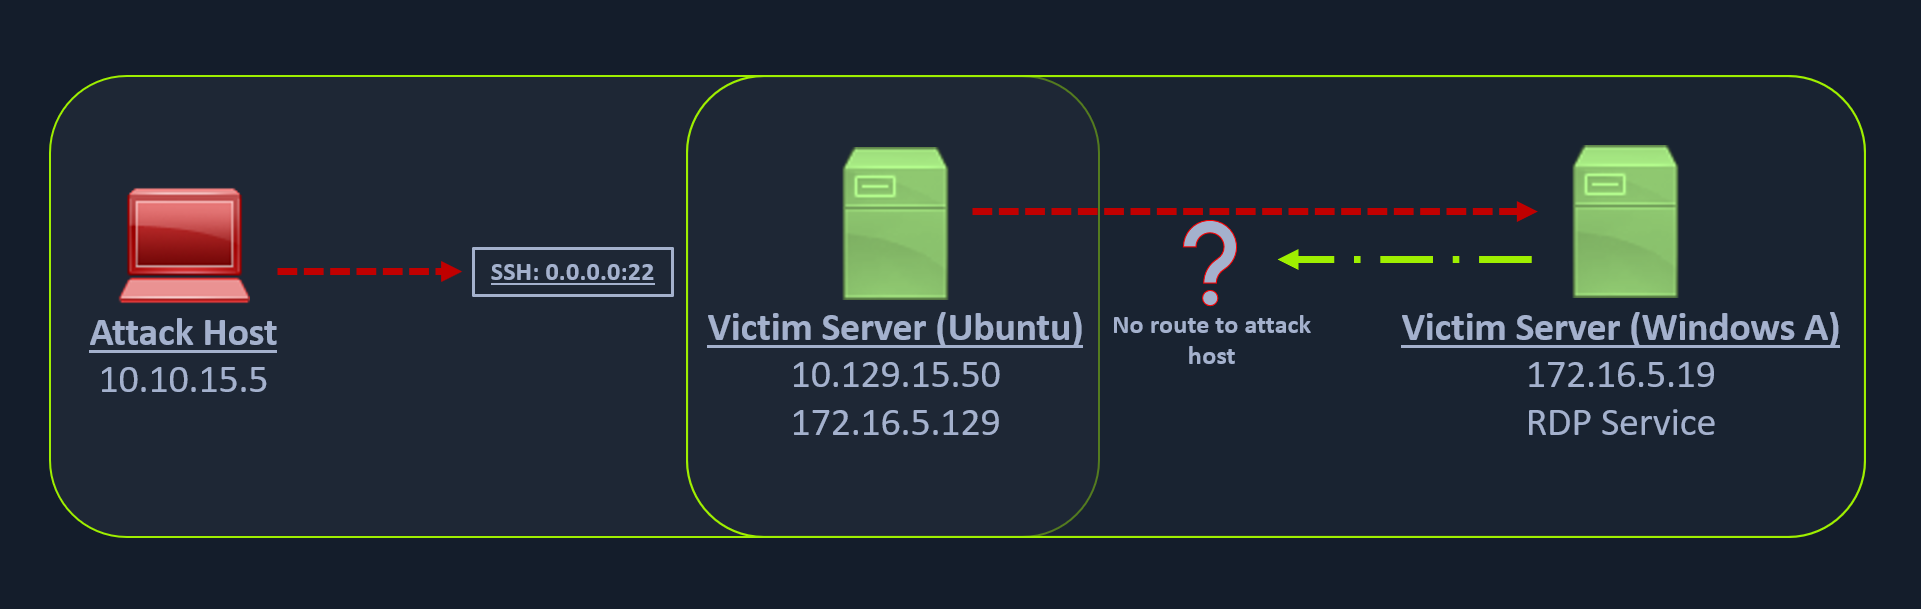 SSH: 0.0.0.0:22
Attack Host
10.10.15.5
Victim Server (Ubuntu)
10.129.15.50
172.16.5.129
?
No route to attack
host
Victim Server (Windows A)
172.16.5.19
RDP Service